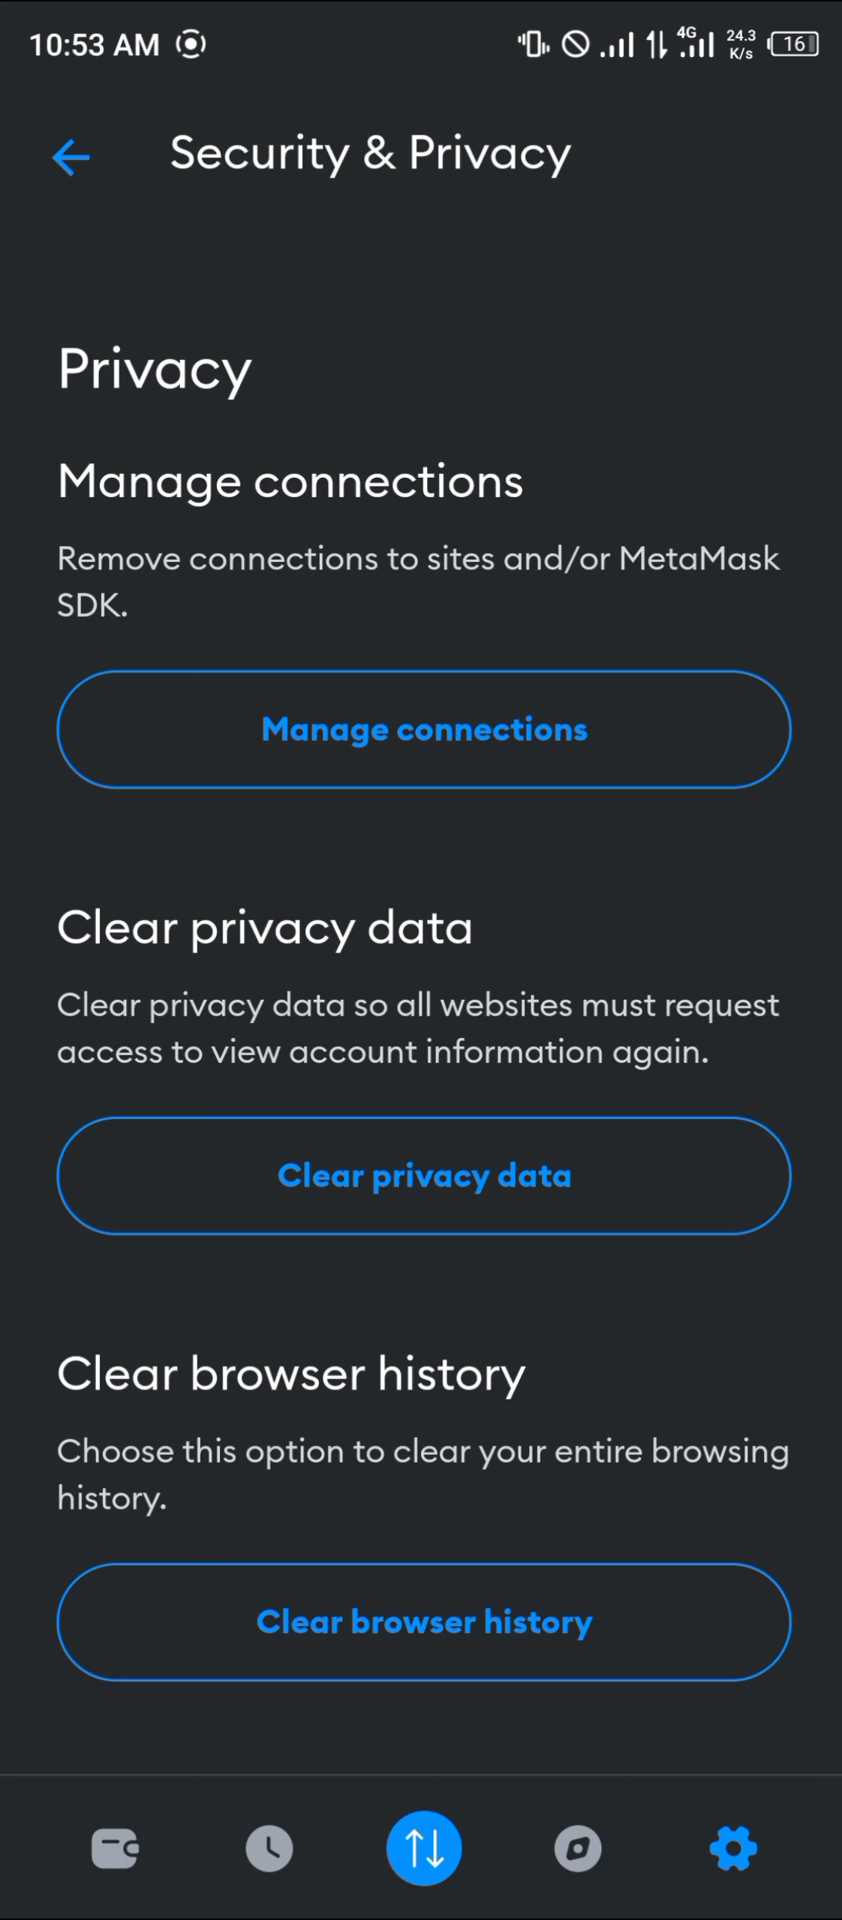 10:53 AM
4G 24.3 K/s 16
Security & Privacy
Privacy
Manage connections
Remove connections to sites and/or MetaMask
SDK.
Manage connections
Clear privacy data
Clear privacy data so all websites must request
access to view account information again.
Clear privacy data
Clear browser history
Choose this option to clear your entire browsing
history.
Clear browser history